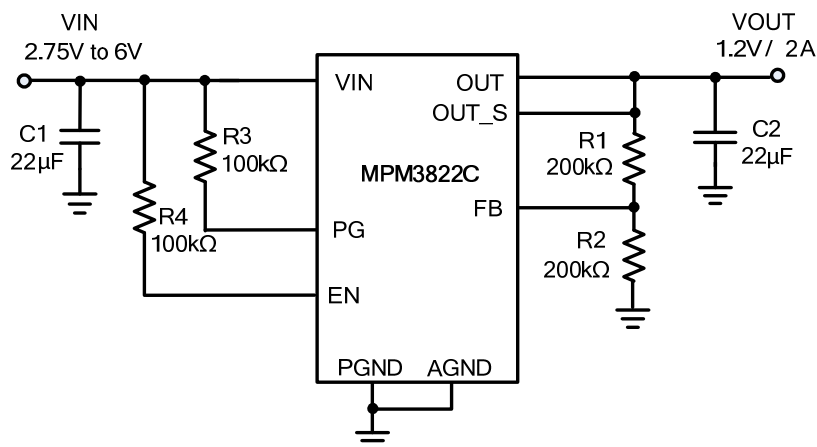 VIN
2.75V to 6V
VOUT
1.2V / 2A
VIN
OUT
OUT_S
C1
22µF
R3
100kΩ
R1
200kΩ
C2
22µF
MPM3822C
R4
100kΩ
PG
FB
R2
200kΩ
EN
PGND
AGND